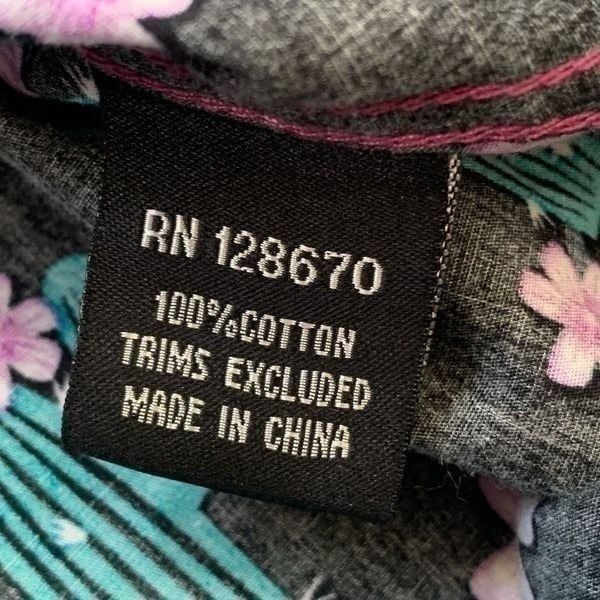 RN 128670
100%COTTON
TRIMS EXCLUDED
MADE IN CHINA